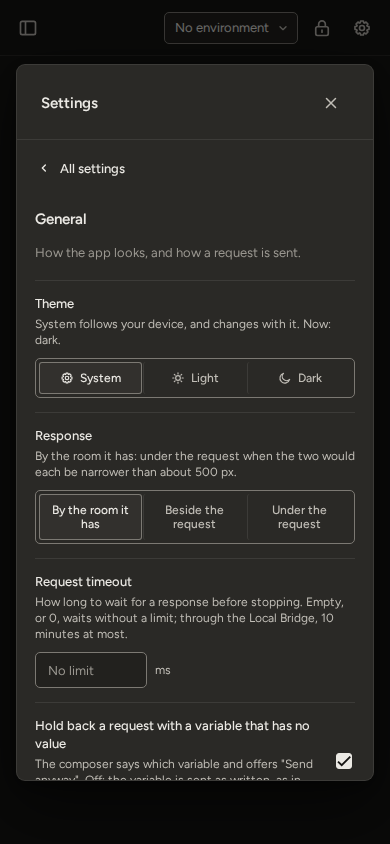 No environment
Settings
All settings
General
How the app looks, and how a request is sent.
Theme
System follows your device, and changes with it. Now:
dark.
System
Light
Dark
Response
By the room it has: under the request when the two would
each be narrower than about 500 px.
By the room it
has
Beside the
request
Under the
request
Request timeout
How long to wait for a response before stopping. Empty,
or 0, waits without a limit; through the Local Bridge, 10
minutes at most.
No limit
ms
Hold back a request with a variable that has no
value
The composer says which variable and offers "Send
anyway". Off: the variable is sent as written, as in